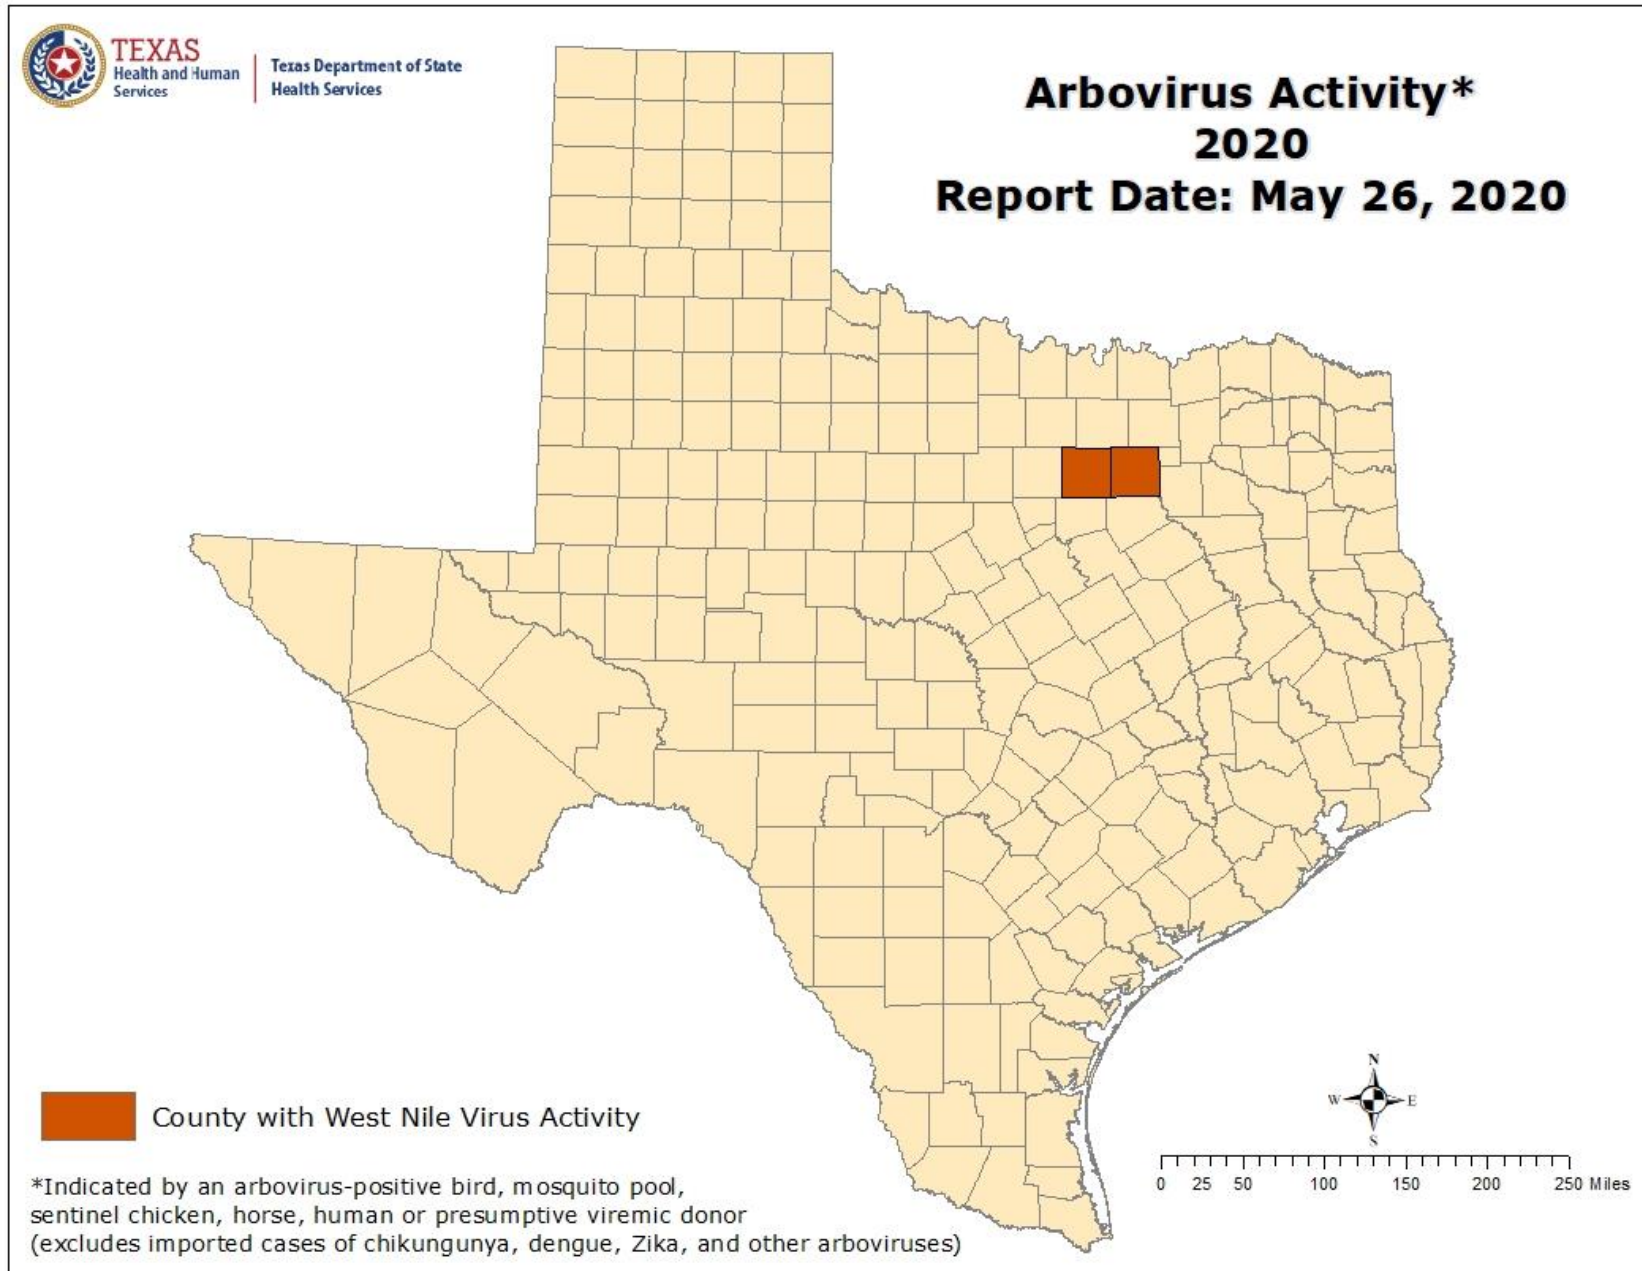 TEXAS
Health and Human
Services
Texas Department of State
Health Services
Arbovirus Activity*
2020
Report Date: May 26, 2020
County with West Nile Virus Activity
*Indicated by an arbovirus-positive bird, mosquito pool,
sentinel chicken, horse, human or presumptive viremic donor
(excludes imported cases of chikungunya, dengue, Zika, and other arboviruses)
N
W E
S
0 25 50 100 150 200 250 Miles